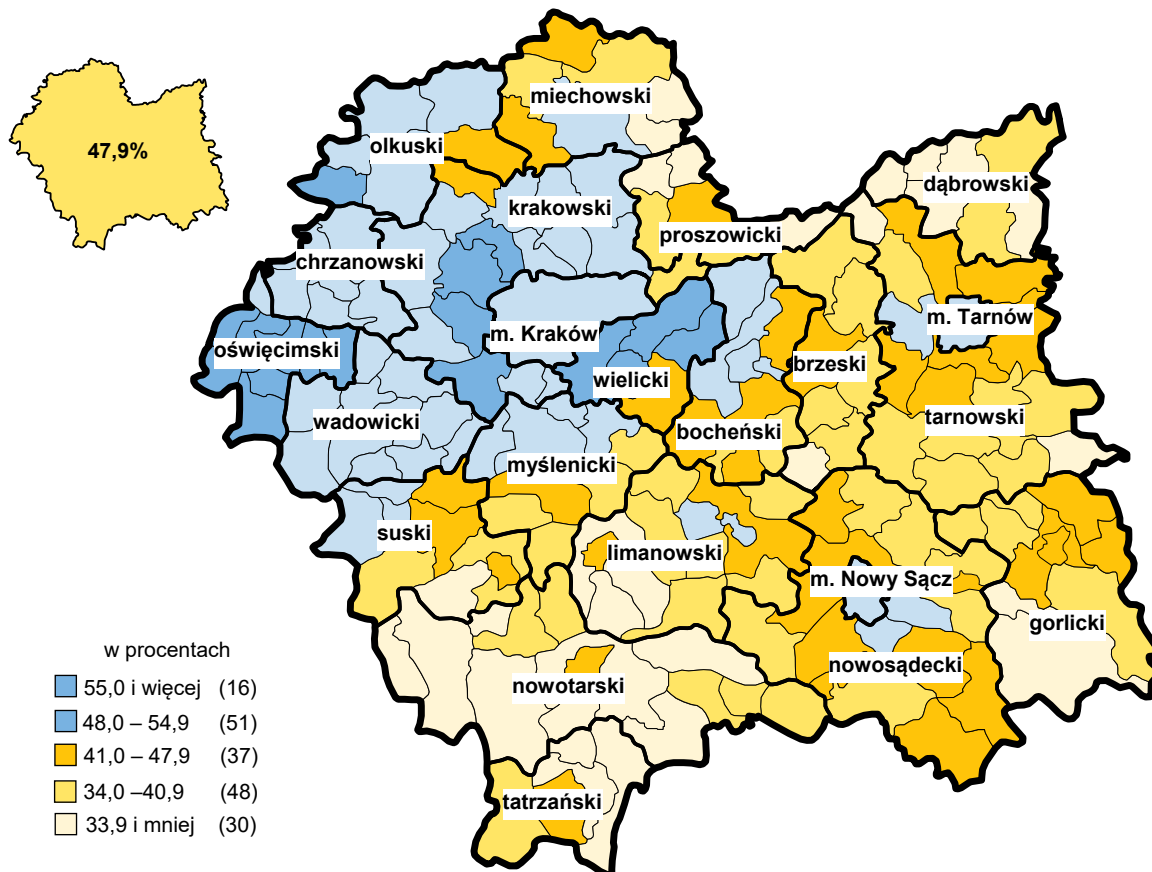 miechowski
47,9%
olkuski
dąbrowski
krakowski
proszowicki
chrzanowski
m. Tarnów
m. Kraków
oświęcimski
brzeski
wielicki
wadowicki
tarnowski
bocheński
myślenicki
suski
limanowski
m. Nowy Sącz
gorlicki
nowosądecki
nowotarski
tatrzański
w procentach
55,0 i więcej (16)
48,0 – 54,9 (51)
41,0 – 47,9 (37)
34,0 –40,9 (48)
33,9 i mniej (30)